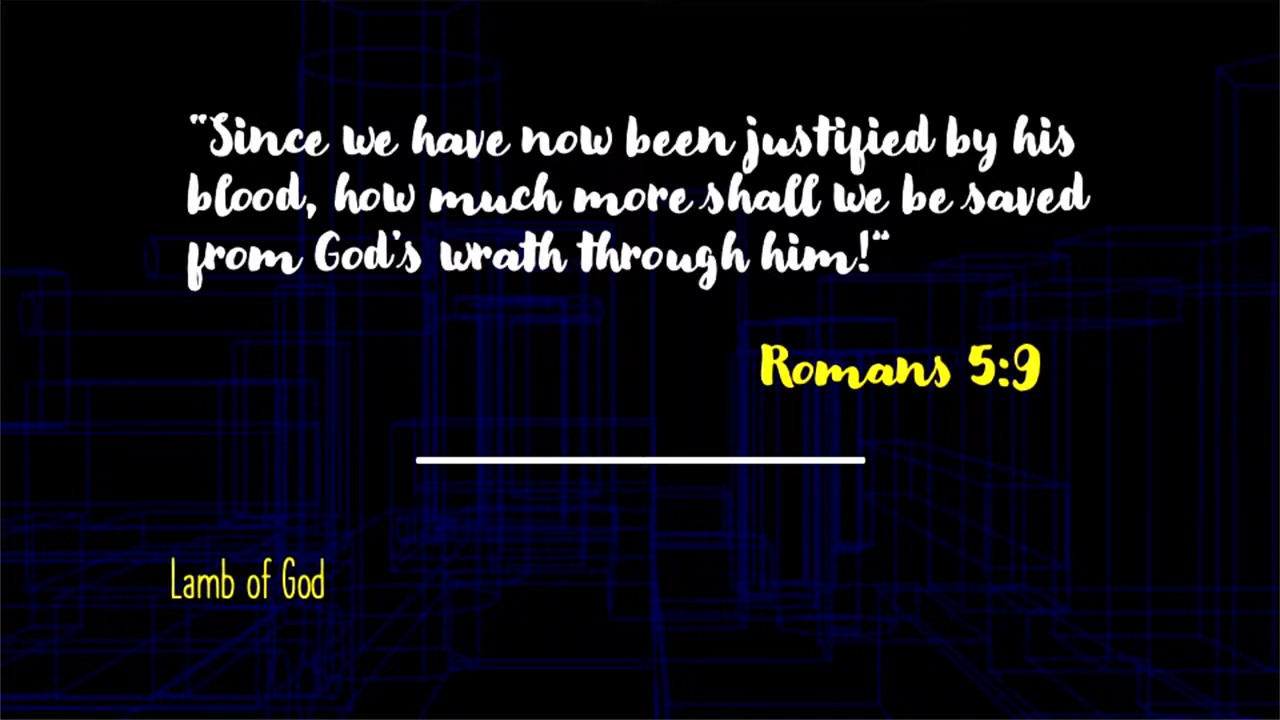 "Since we have now been justified by his
blood, how much more shall we be saved
from God's wrath through him!"
Romans 5:9
Lamb of God